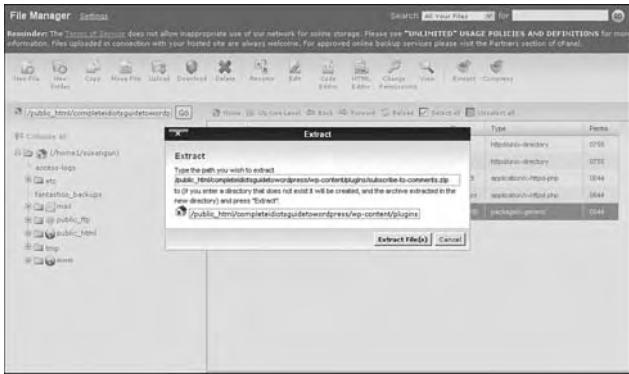 File Manager Settings
Search All Your Files for Go
Reminder: The Terms of Service does not allow inappropriate use of our network for online storage. Please see "UNLIMITED" USAGE POLICIES AND DEFINITIONS for more
information. Files uploaded in connection with your hosted site are always welcome. For approved online backup services please visit the Partners section of cPanel.
New File New Folder Copy Move File Upload Download Delete Rename Edit Code Editor HTML Editor Change Permissions View Extract Compress
/public_html/completeidiotsguidetowordp Go
Home Up One Level Back Forward Reload Select all Unselect all
Collapse All
Type Perms
(/home1/susangun)
access-logs
etc
fantastico_backups
mail
public_ftp
public_html
tmp
www
httpd/unix-directory 0755
httpd/unix-directory 0755
application/x-httpd-php 0644
application/x-httpd-php 0644
package/x-generic 0644
Extract
Extract
Type the path you wish to extract
/public_html/completeidiotsguidetowordpress/wp-content/plugins/subscribe-to-comments.zip
to (if you enter a directory that does not exist it will be created, and the archive extracted in the
new directory) and press "Extract".
/public_html/completeidiotsguidetowordpress/wp-content/plugins
Extract File(s) Cancel